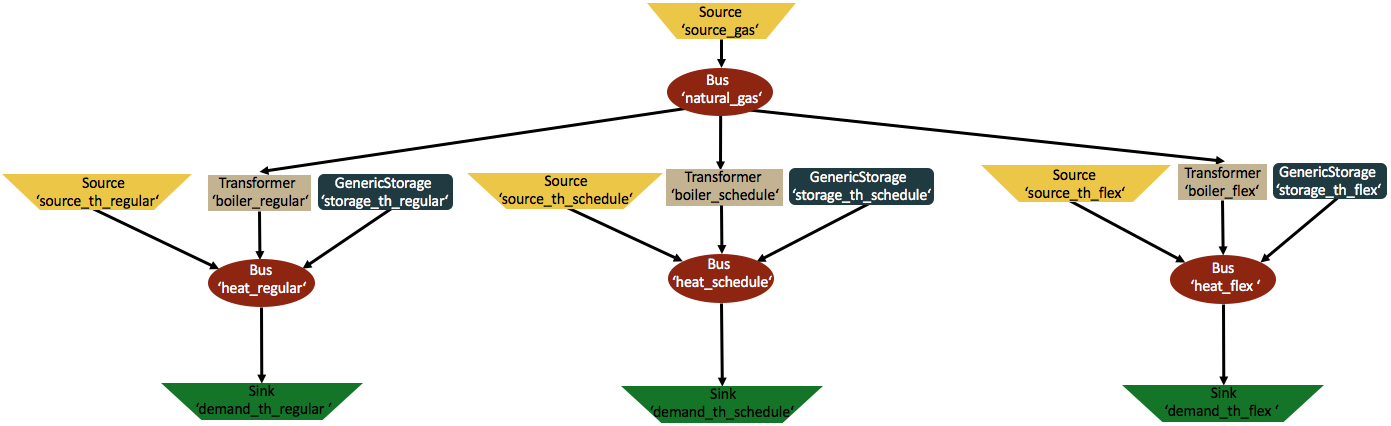 Source
‘source_gas‘
Bus
‘natural_gas‘
Source
‘source_th_regular‘
Transformer
‘boiler_regular‘
GenericStorage
‘storage_th_regular‘
Source
‘source_th_schedule‘
Transformer
‘boiler_schedule‘
GenericStorage
‘storage_th_schedule‘
Source
‘source_th_flex‘
Transformer
‘boiler_flex‘
GenericStorage
‘storage_th_flex‘
Bus
‘heat_regular‘
Bus
‘heat_schedule‘
Bus
‘heat_flex ‘
Sink
‘demand_th_regular ‘
Sink
‘demand_th_schedule‘
Sink
‘demand_th_flex ‘